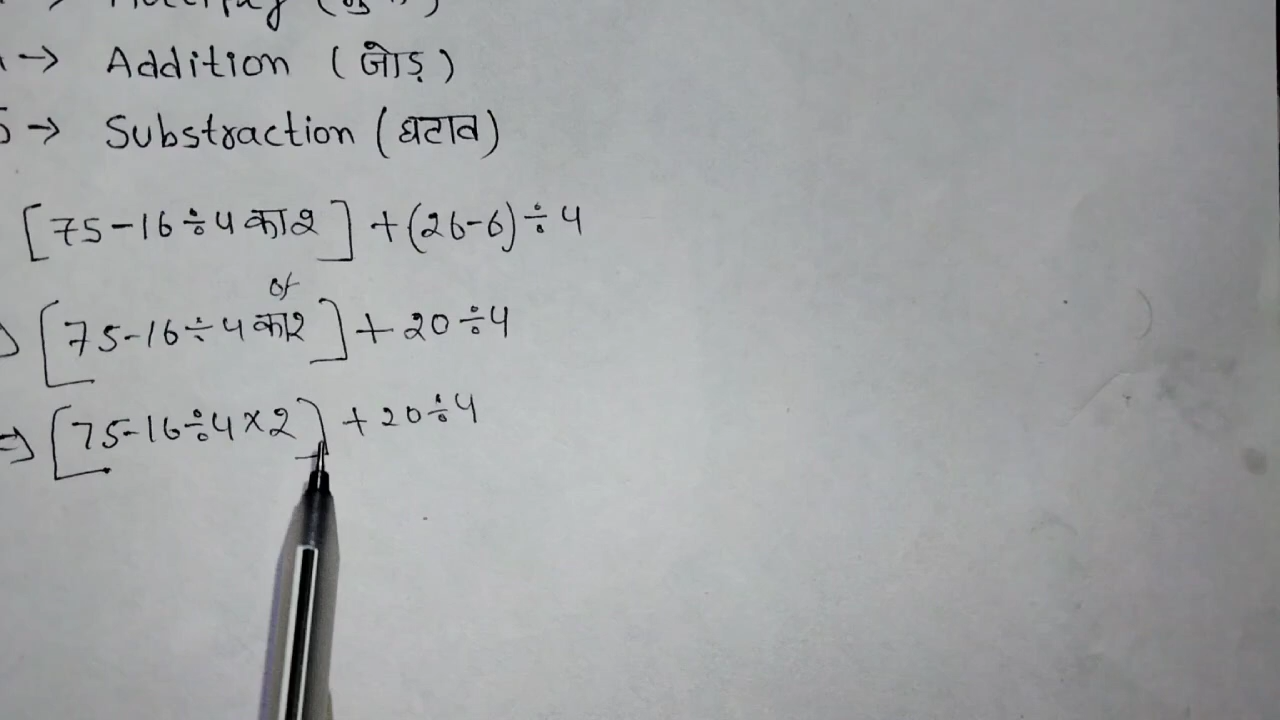 → Addition (जोड़)
5 → Substraction (घटाव)
[75-16÷4 का 2] + (26-6)÷4
of
[75-16÷4 का 2] + 20÷4
⇒ [75-16÷4×2] + 20÷4